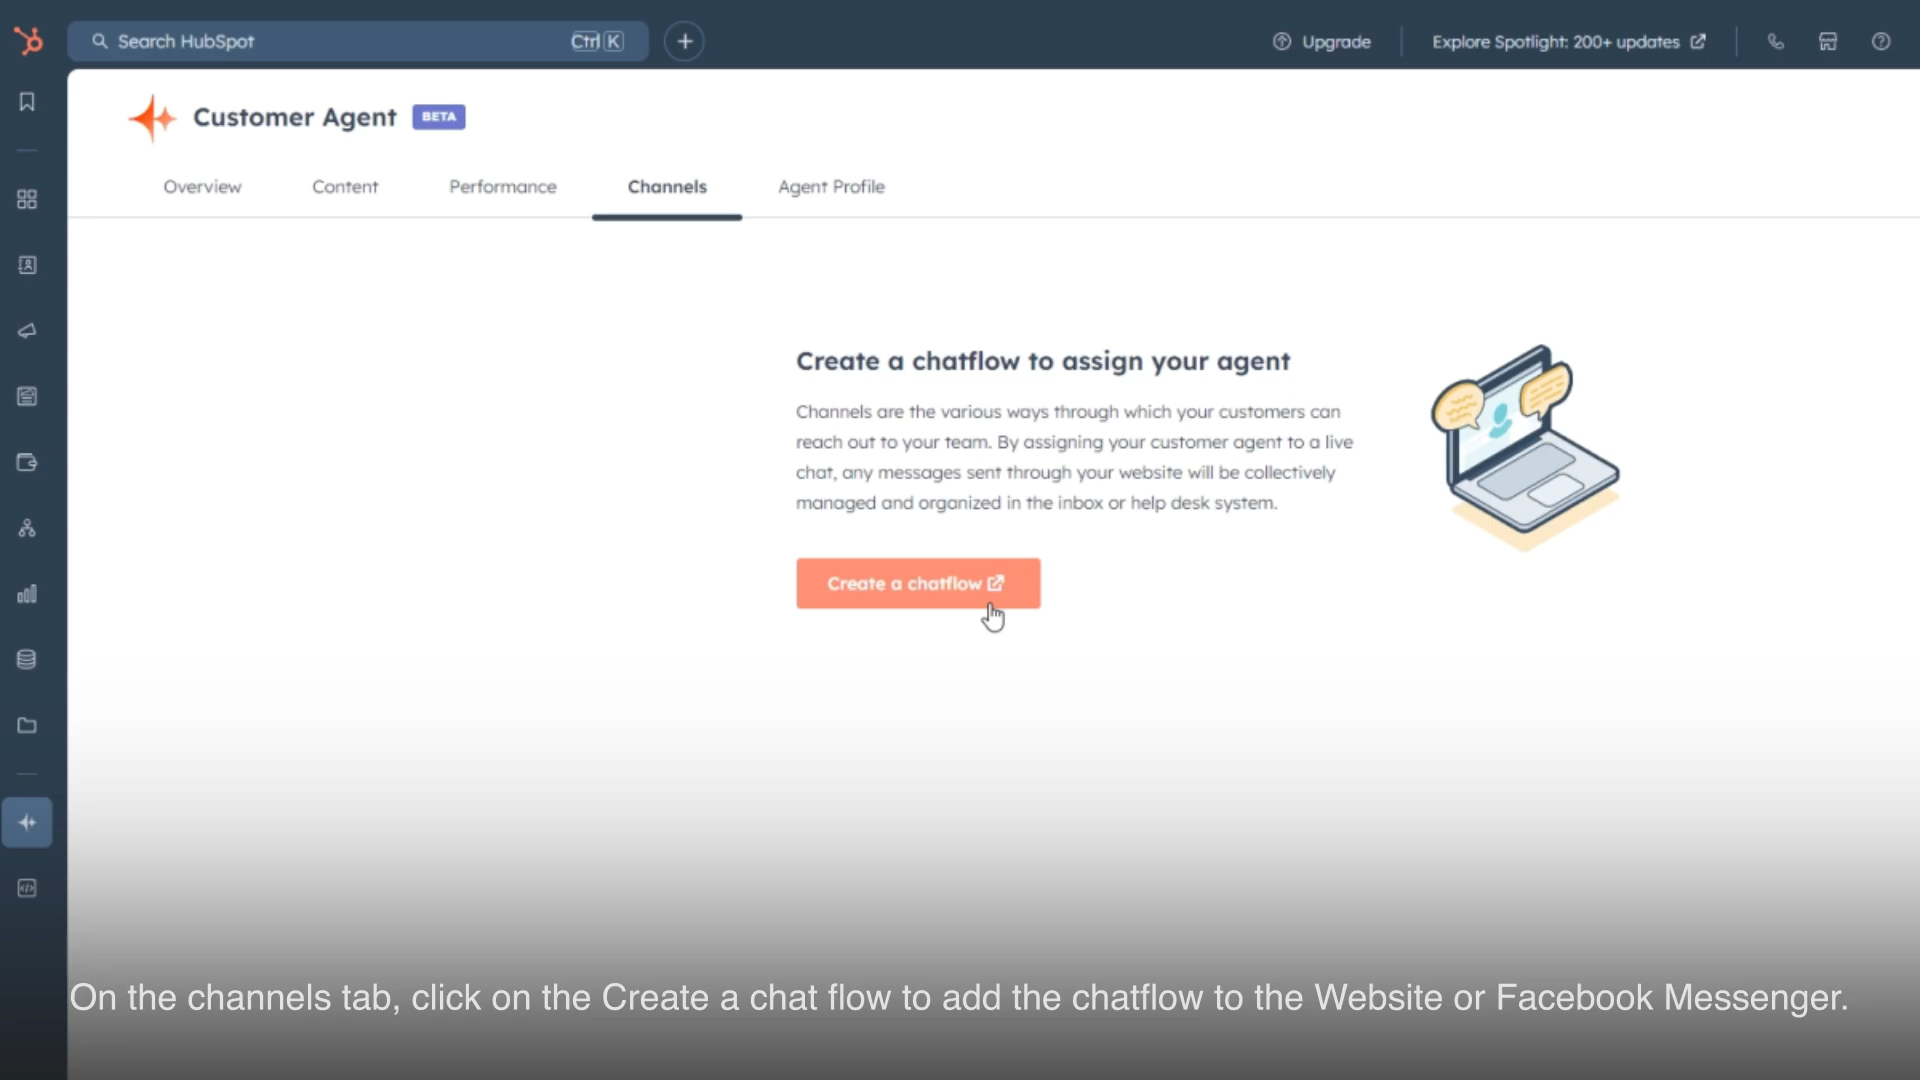 Search HubSpot
Ctrl K
Upgrade
Explore Spotlight: 200+ updates
Customer Agent BETA
Overview
Content
Performance
Channels
Agent Profile
Create a chatflow to assign your agent
Channels are the various ways through which your customers can
reach out to your team. By assigning your customer agent to a live
chat, any messages sent through your website will be collectively
managed and organized in the inbox or help desk system.
Create a chatflow
On the channels tab, click on the Create a chat flow to add the chatflow to the Website or Facebook Messenger.